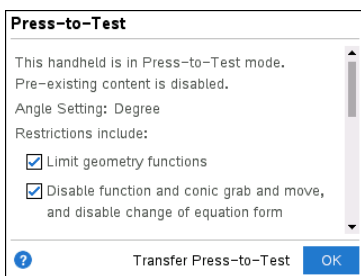 Press-to-Test
This handheld is in Press-to-Test mode.
Pre-existing content is disabled.
Angle Setting: Degree
Restrictions include:
Limit geometry functions
Disable function and conic grab and move,
and disable change of equation form
? Transfer Press-to-Test OK